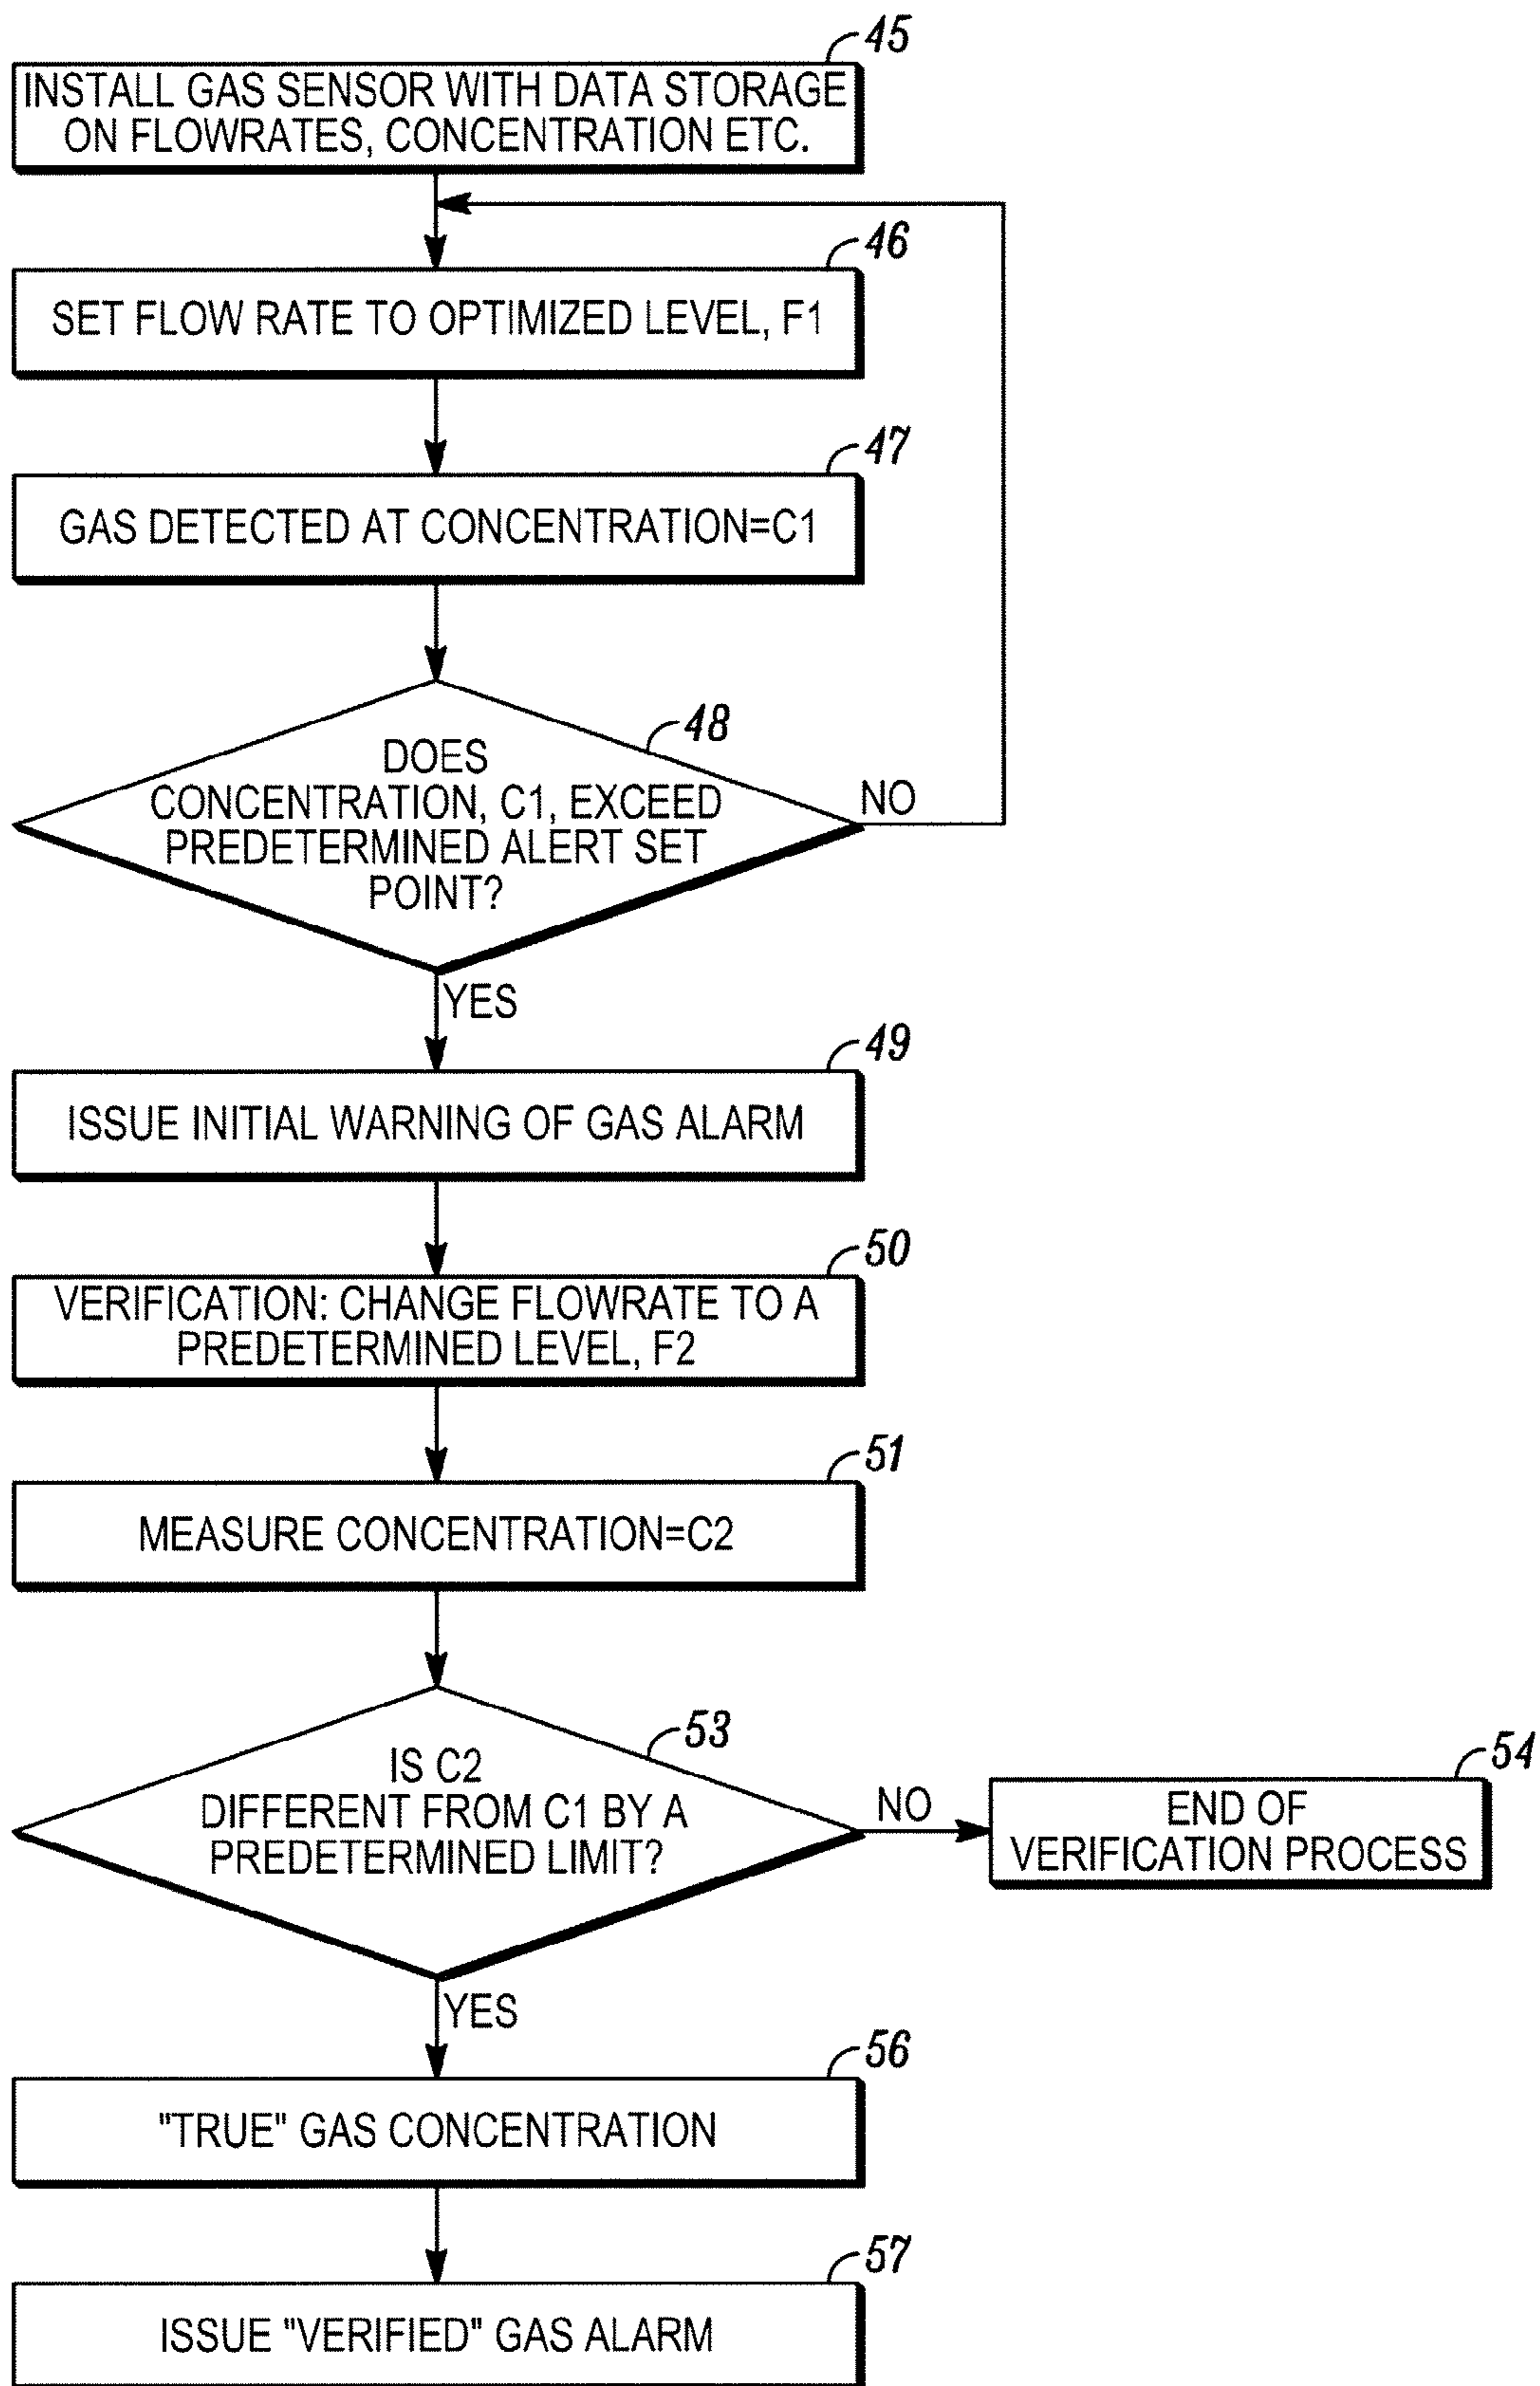 45
INSTALL GAS SENSOR WITH DATA STORAGE
ON FLOWRATES, CONCENTRATION ETC.
46
SET FLOW RATE TO OPTIMIZED LEVEL, F1
47
GAS DETECTED AT CONCENTRATION=C1
48
DOES
CONCENTRATION, C1, EXCEED
PREDETERMINED ALERT SET
POINT?
NO
YES
49
ISSUE INITIAL WARNING OF GAS ALARM
50
VERIFICATION: CHANGE FLOWRATE TO A
PREDETERMINED LEVEL, F2
51
MEASURE CONCENTRATION=C2
53
IS C2
DIFFERENT FROM C1 BY A
PREDETERMINED LIMIT?
NO
54
END OF
VERIFICATION PROCESS
YES
56
"TRUE" GAS CONCENTRATION
57
ISSUE "VERIFIED" GAS ALARM